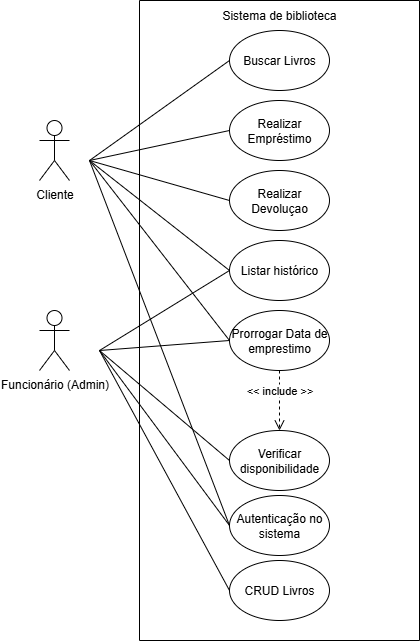 Sistema de biblioteca
Buscar Livros
Realizar
Empréstimo
Cliente
Realizar
Devoluçao
Listar histórico
Prorrogar Data de
emprestimo
Funcionário (Admin)
<< include >>
Verificar
disponibilidade
Autenticação no
sistema
CRUD Livros